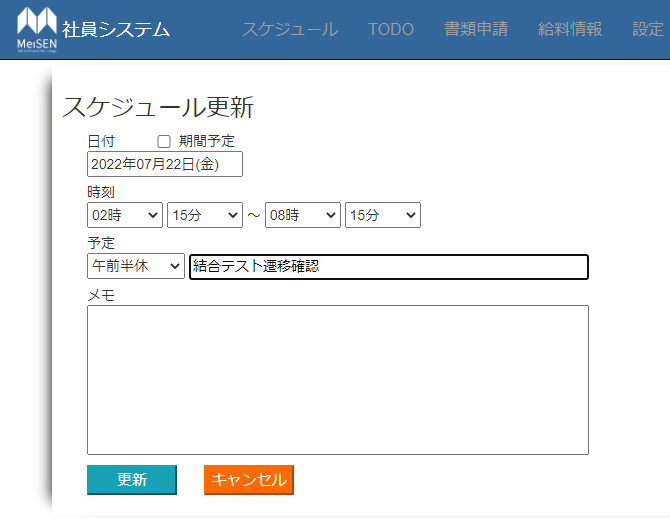 MeiSEN
社員システム スケジュール TODO 書類申請 給料情報 設定
スケジュール更新
日付 期間予定
2022年07月22日(金)
時刻
02時 15分 ～ 08時 15分
予定
午前半休 結合テスト遷移確認
メモ
更新 キャンセル